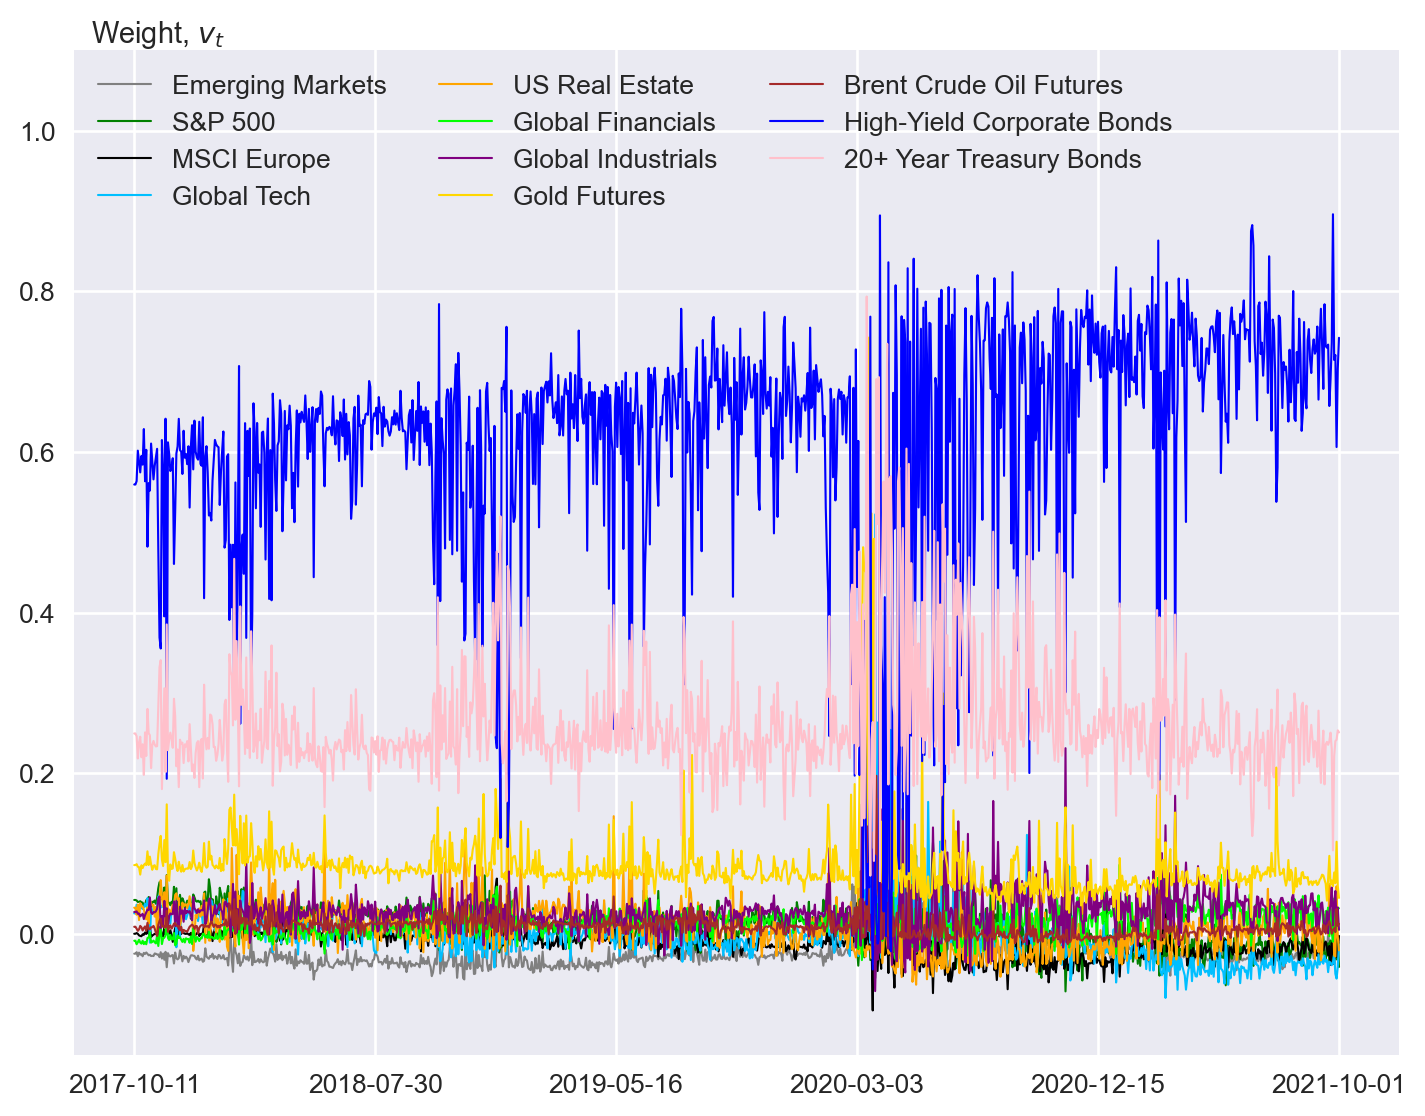 Weight, vₜ
Emerging Markets
S&P 500
MSCI Europe
Global Tech
US Real Estate
Global Financials
Global Industrials
Gold Futures
Brent Crude Oil Futures
High-Yield Corporate Bonds
20+ Year Treasury Bonds
1.0
0.8
0.6
0.4
0.2
0.0
2017-10-11 2018-07-30 2019-05-16 2020-03-03 2020-12-15 2021-10-01